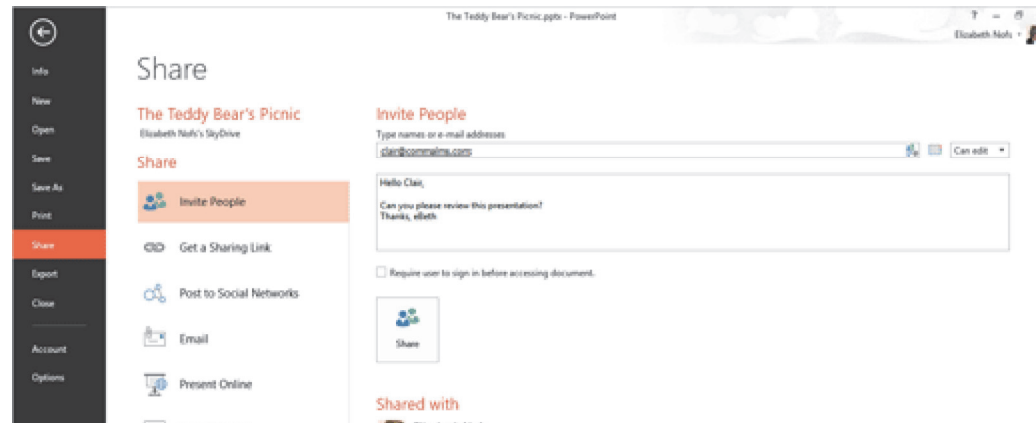 The Teddy Bear's Picnic.pptx - PowerPoint
?
Elizabeth Nofs
Info
New
Open
Save
Save As
Print
Share
Export
Close
Account
Options
Share
The Teddy Bear's Picnic
Elizabeth Nofs's SkyDrive
Share
Invite People
Get a Sharing Link
Post to Social Networks
Email
Present Online
Invite People
Type names or e-mail addresses
Can edit
Hello Clair,
Can you please review this presentation?
Thanks, eBeth
Require user to sign in before accessing document.
Share
Shared with